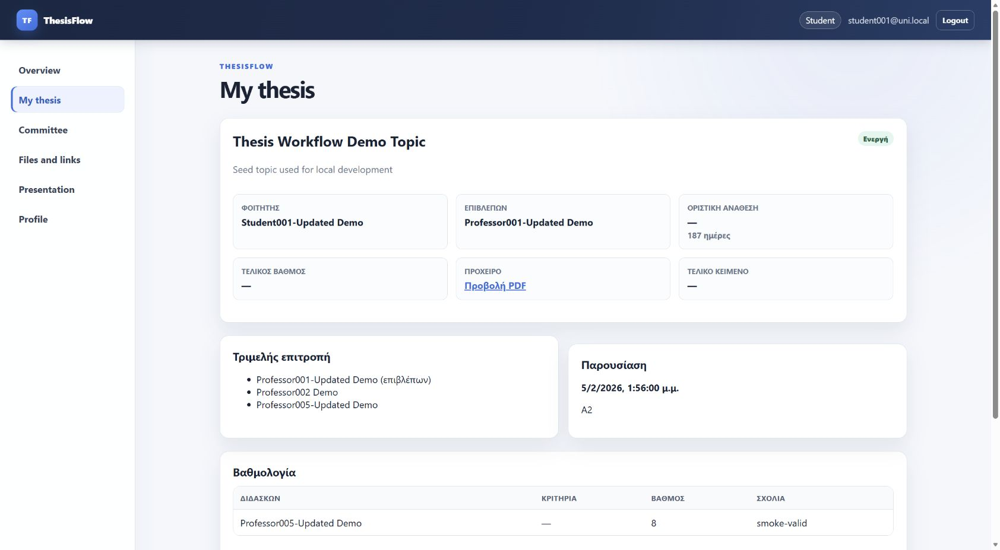 TF
ThesisFlow
Student
student001@uni.local
Logout
Overview
My thesis
Committee
Files and links
Presentation
Profile
THESISFLOW
My thesis
Thesis Workflow Demo Topic
Ενεργή
Seed topic used for local development
ΦΟΙΤΗΤΗΣ
Student001-Updated Demo
ΕΠΙΒΛΕΠΩΝ
Professor001-Updated Demo
ΟΡΙΣΤΙΚΗ ΑΝΑΘΕΣΗ
—
187 ημέρες
ΤΕΛΙΚΟΣ ΒΑΘΜΟΣ
—
ΠΡΟΧΕΙΡΟ
Προβολή PDF
ΤΕΛΙΚΟ ΚΕΙΜΕΝΟ
—
Τριμελής επιτροπή
• Professor001-Updated Demo (επιβλέπων)
• Professor002 Demo
• Professor005-Updated Demo
Παρουσίαση
5/2/2026, 1:56:00 μ.μ.
A2
Βαθμολογία
ΔΙΔΑΣΚΩΝ ΚΡΙΤΗΡΙΑ ΒΑΘΜΟΣ ΣΧΟΛΙΑ
Professor005-Updated Demo — 8 smoke-valid